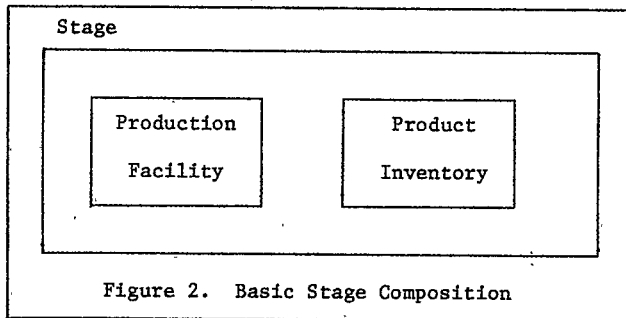 Stage
Production
Facility
Product
Inventory
Figure 2. Basic Stage Composition